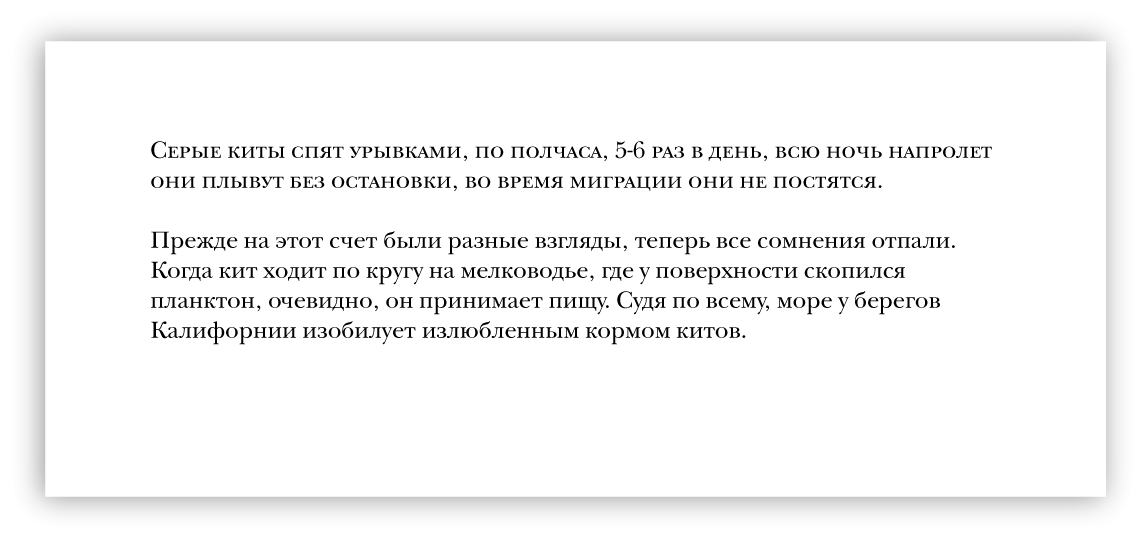 Серые киты спят урывками, по полчаса, 5-6 раз в день, всю ночь напролет
они плывут без остановки, во время миграции они не постятся.
Прежде на этот счет были разные взгляды, теперь все сомнения отпали.
Когда кит ходит по кругу на мелководье, где у поверхности скопился
планктон, очевидно, он принимает пищу. Судя по всему, море у берегов
Калифорнии изобилует излюбленным кормом китов.